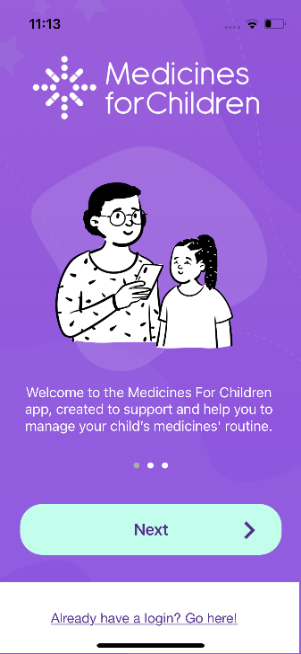 11:13
Medicines
forChildren
Welcome to the Medicines For Children
app, created to support and help you to
manage your child's medicines' routine.
Next
Already have a login? Go here!